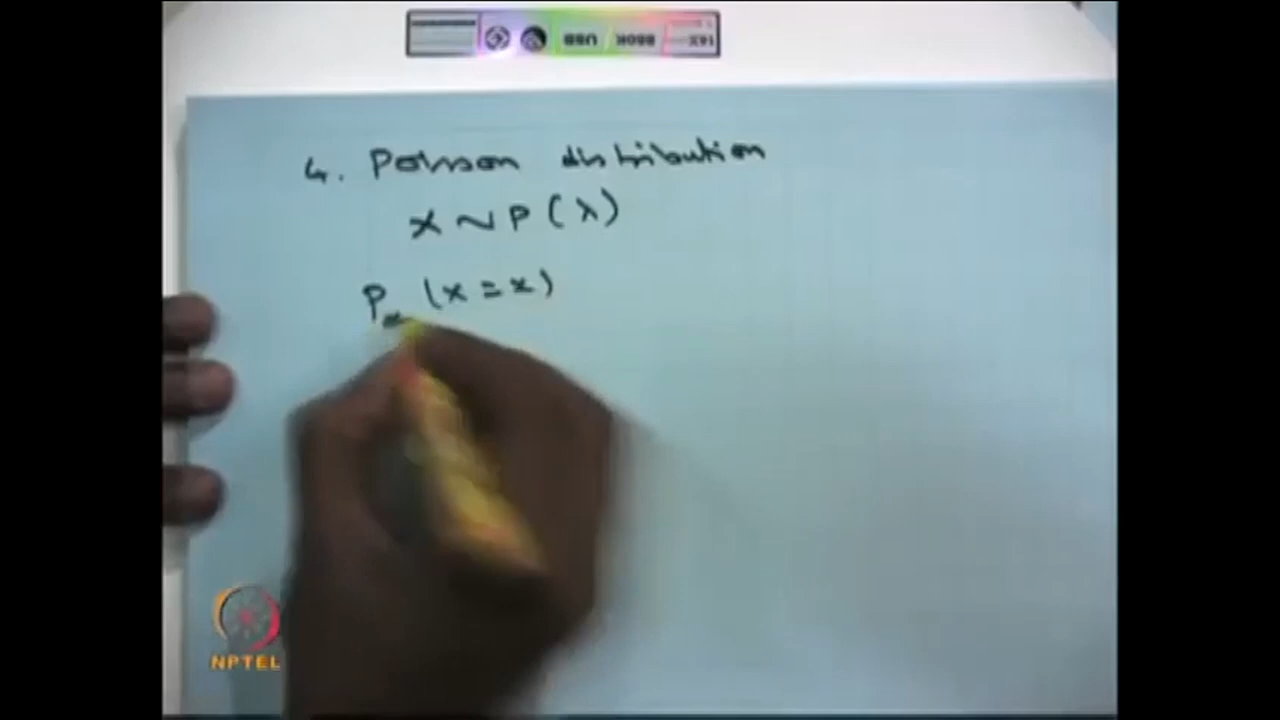 4. Poisson distribution
X ~ P(λ)
P (X = x)
NPTEL